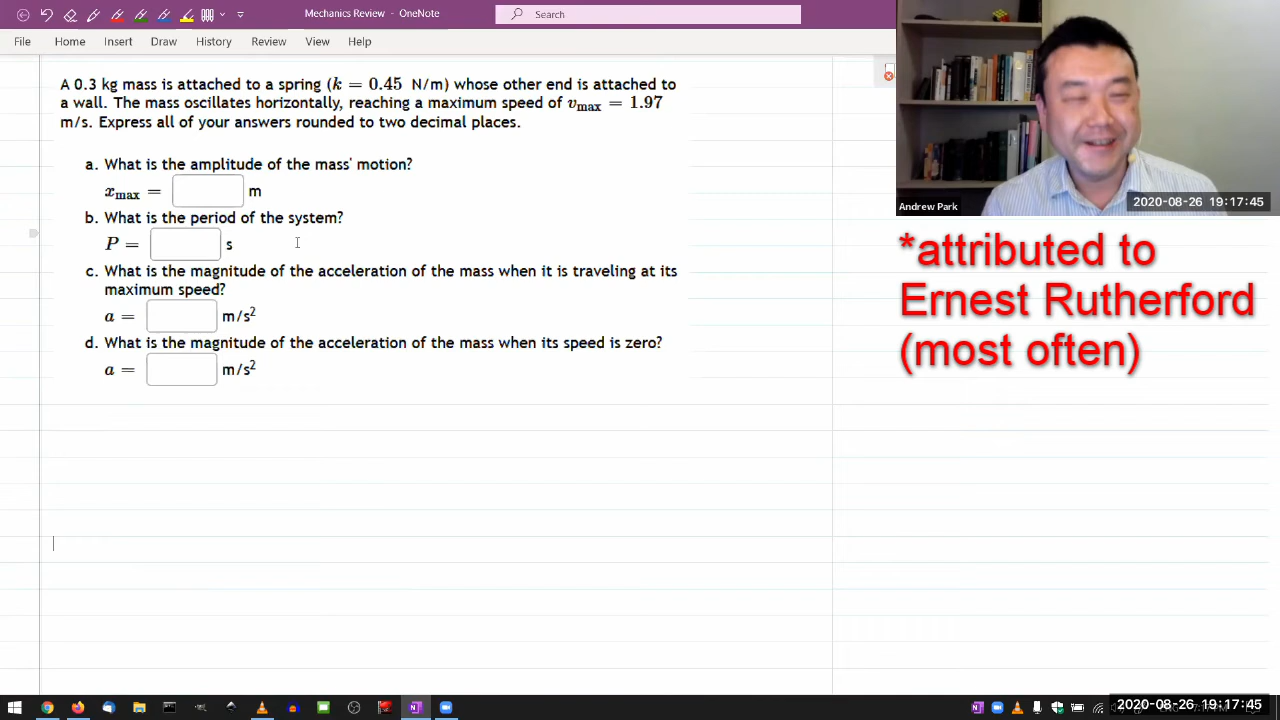 Mechanics Review - OneNote
Search
File Home Insert Draw History Review View Help
A 0.3 kg mass is attached to a spring (k = 0.45 N/m) whose other end is attached to
a wall. The mass oscillates horizontally, reaching a maximum speed of vmax = 1.97
m/s. Express all of your answers rounded to two decimal places.
a. What is the amplitude of the mass' motion?
xmax = m
b. What is the period of the system?
P = s
c. What is the magnitude of the acceleration of the mass when it is traveling at its
maximum speed?
a = m/s²
d. What is the magnitude of the acceleration of the mass when its speed is zero?
a = m/s²
2020-08-26 19:17:45
Andrew Park
*attributed to
Ernest Rutherford
(most often)
2020-08-26 19:17:45